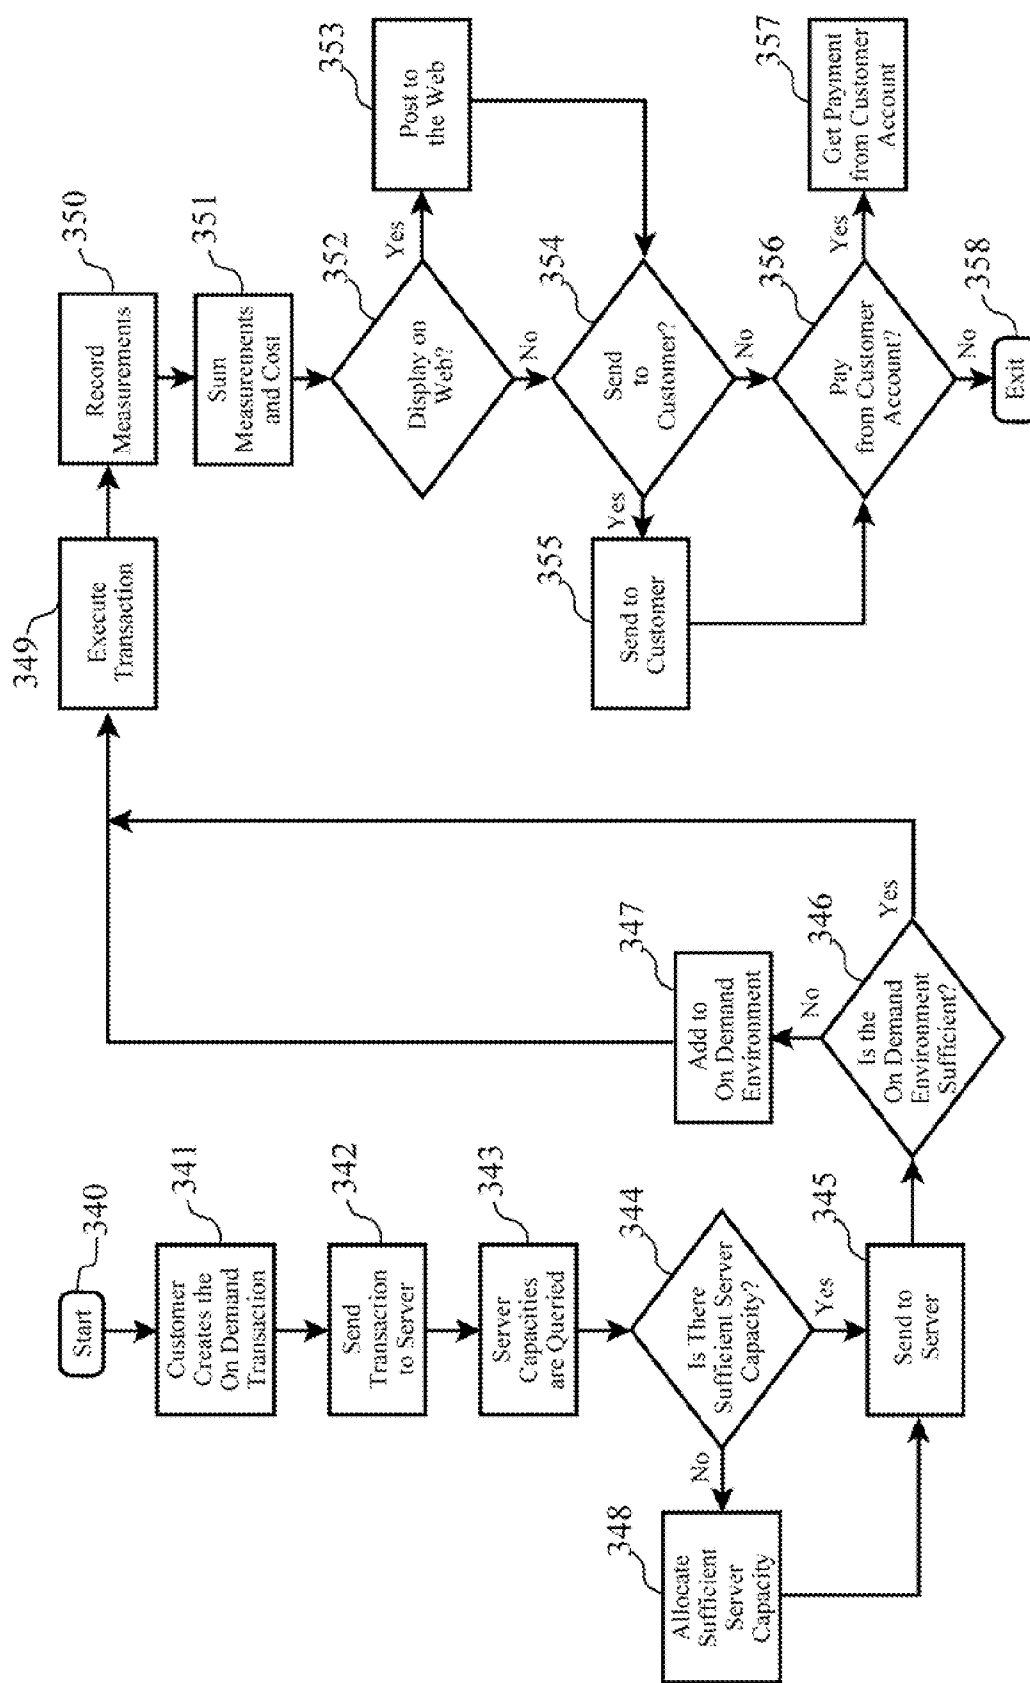 340
Start
341
Customer
Creates the
On Demand
Transaction
342
Send
Transaction
to Server
343
Server
Capacities
are Queried
344
Is There
Sufficient Server
Capacity?
No
Yes
348
Allocate
Sufficient
Server
Capacity
345
Send to
Server
346
Is the
On Demand
Environment
Sufficient?
No
Yes
347
Add to
On Demand
Environment
349
Execute
Transaction
350
Record
Measurements
351
Sum
Measurements
and Cost
352
Display on
Web?
Yes
No
353
Post to
the Web
354
Send
to
Customer?
Yes
No
355
Send to
Customer
356
Pay
from Customer
Account?
Yes
No
357
Get Payment
from Customer
Account
358
Exit